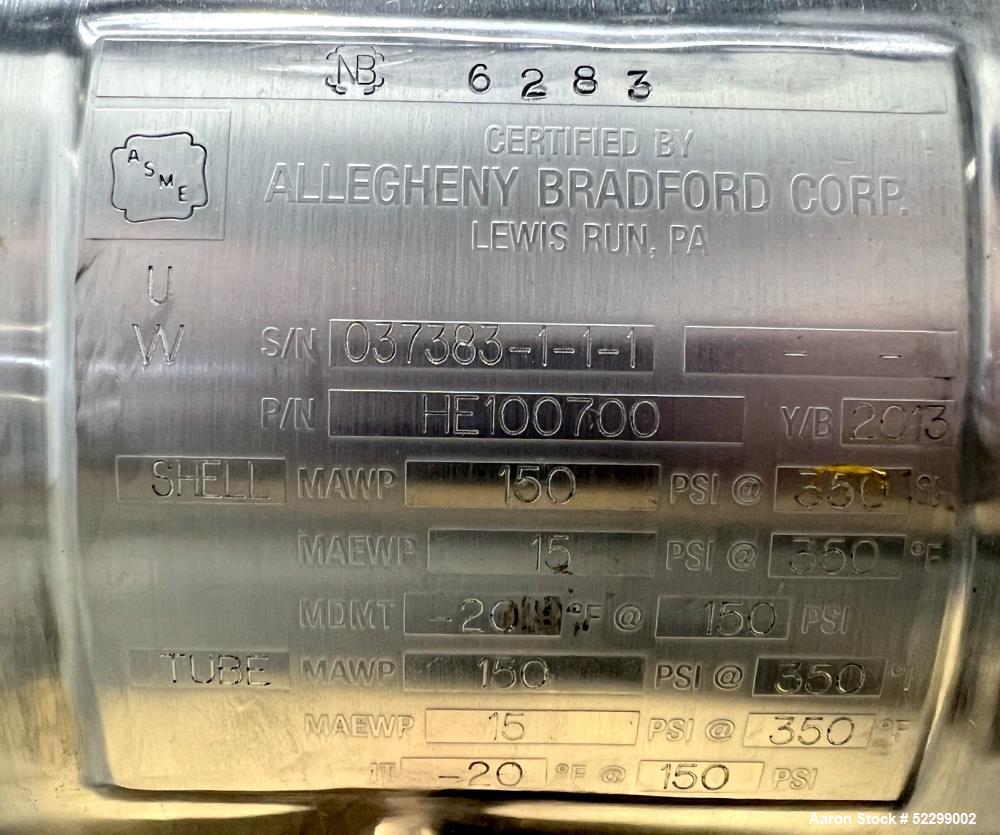 NB 6283
ASME
CERTIFIED BY
ALLEGHENY BRADFORD CORP.
LEWIS RUN, PA
U
W
S/N 037383-1-1-1 - -
P/N HE100700 Y/B 2013
SHELL MAWP 150 PSI @ 350
MAEWP 15 PSI @ 350 °F
MDMT -20 °F @ 150 PSI
TUBE MAWP 150 PSI @ 350 °
MAEWP 15 PSI @ 350 °F
-20 °F @ 150 PSI
Aaron Stock # 52299002